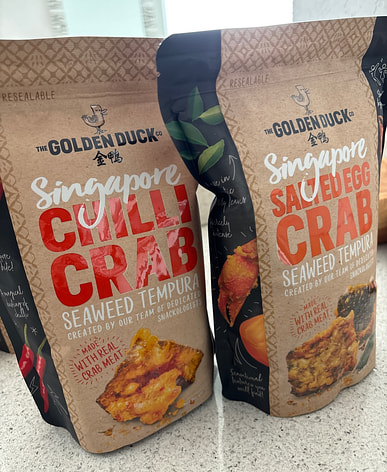 RESEALABLE
THE GOLDEN DUCK CO
金鴨
Singapore
CHILLI
CRAB
SEAWEED TEMPURA
CREATED BY OUR TEAM OF DEDICATED
SNACKOLOGISTS
MADE
WITH REAL
CRAB MEAT
RESEALABLE
THE GOLDEN DUCK CO
金鴨
Singapore
SALTED EGG
CRAB
SEAWEED TEMPURA
CREATED BY OUR TEAM OF DEDICATED
SNACKOLOGISTS
MADE
WITH REAL
CRAB MEAT